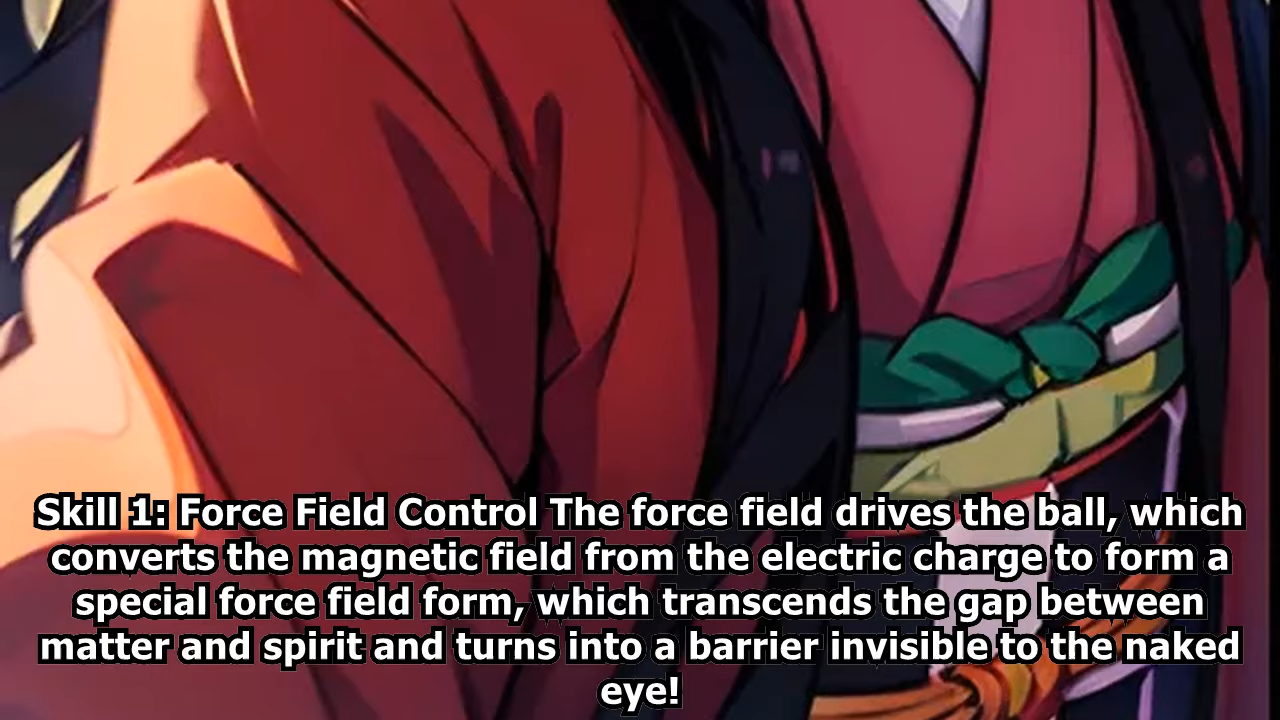 Skill 1: Force Field Control The force field drives the ball, which
converts the magnetic field from the electric charge to form a
special force field form, which transcends the gap between
matter and spirit and turns into a barrier invisible to the naked
eye!